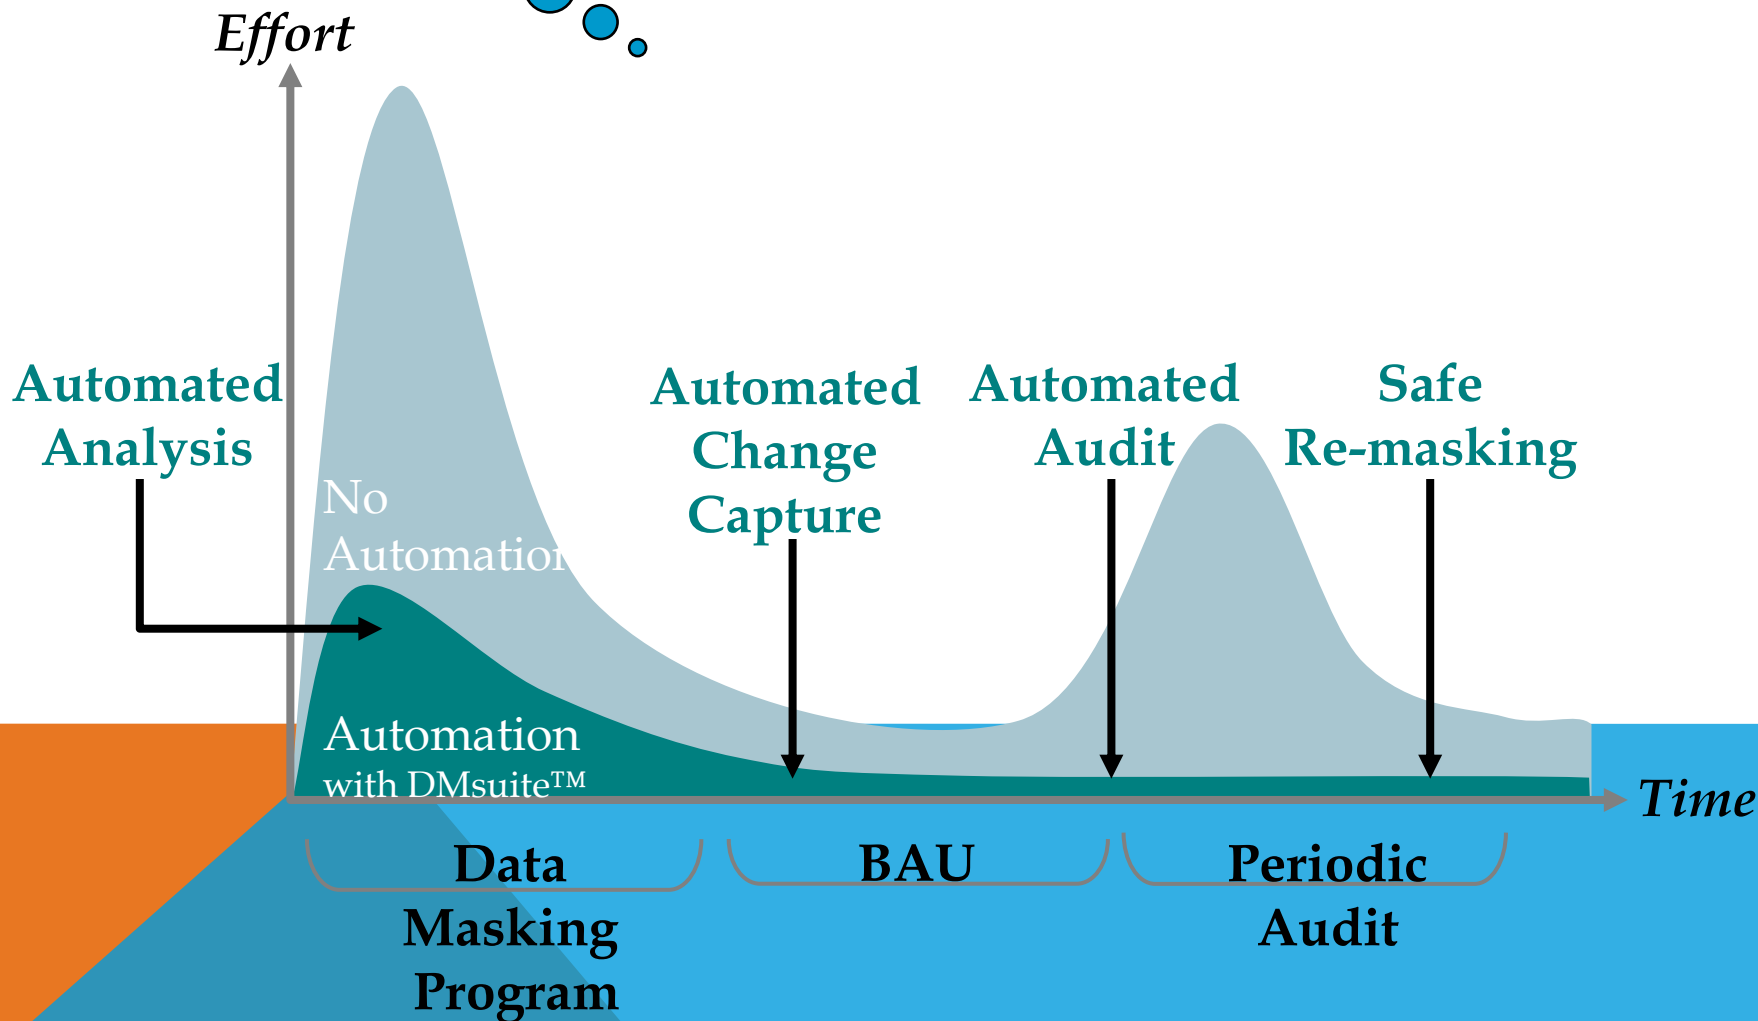 Effort
Automated
Analysis
No
Automation
Automation
with DMsuite™
Automated
Change
Capture
Automated
Audit
Safe
Re-masking
Time
Data
Masking
Program
BAU
Periodic
Audit